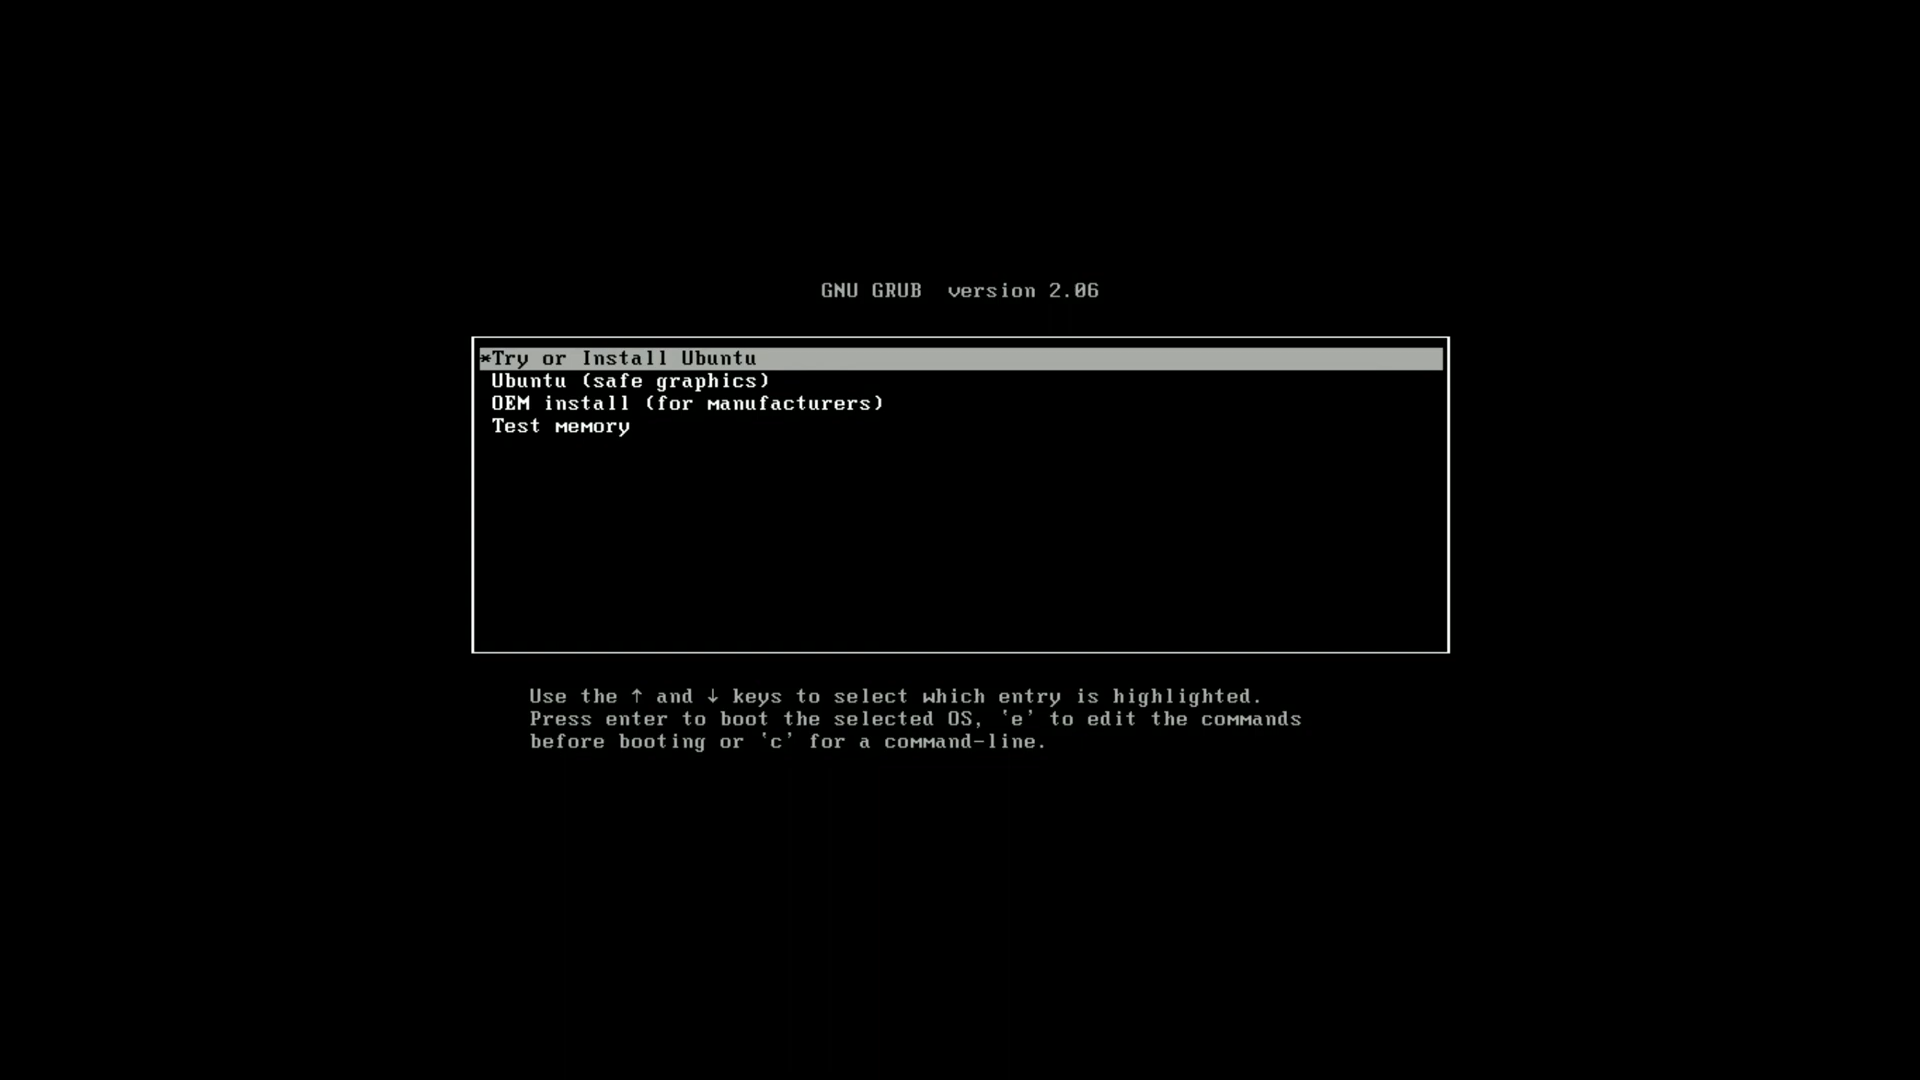 GNU GRUB  version 2.06
*Try or Install Ubuntu
Ubuntu (safe graphics)
OEM install (for manufacturers)
Test memory
Use the ↑ and ↓ keys to select which entry is highlighted.
Press enter to boot the selected OS, `e' to edit the commands
before booting or `c' for a command-line.